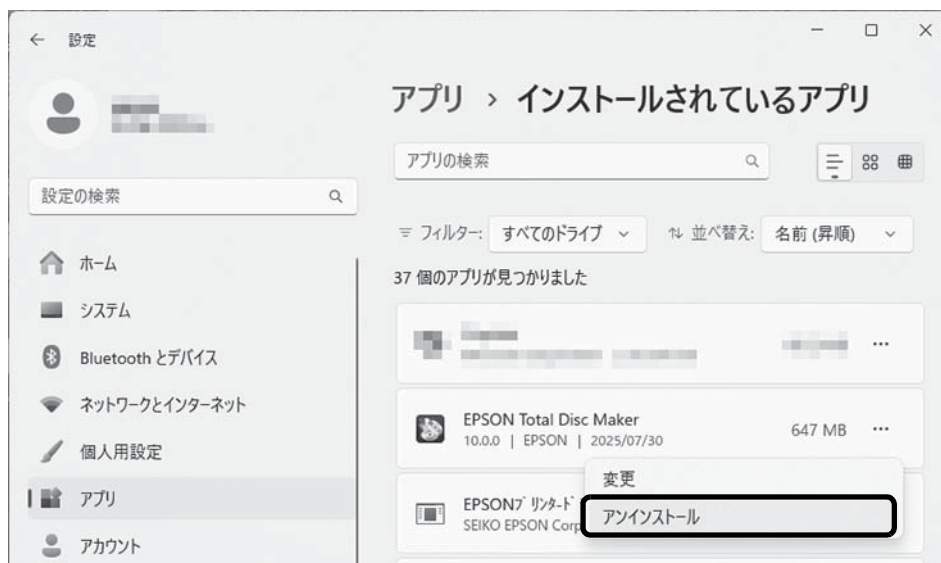 設定
設定の検索
ホーム
システム
Bluetooth とデバイス
ネットワークとインターネット
個人用設定
アプリ
アカウント
アプリ › インストールされているアプリ
アプリの検索
フィルター: すべてのドライブ 並べ替え: 名前 (昇順)
37 個のアプリが見つかりました
EPSON Total Disc Maker
10.0.0 | EPSON | 2025/07/30
647 MB
変更
アンインストール
EPSONプリンタ-ド
SEIKO EPSON Corp